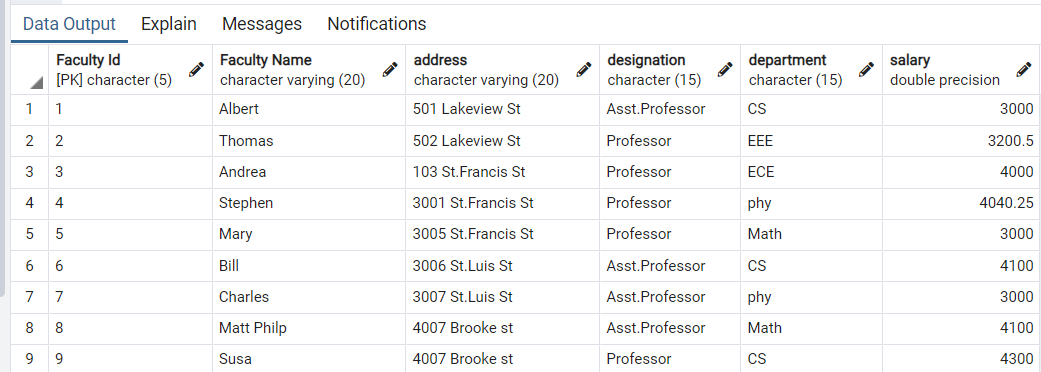 Data Output Explain Messages Notifications
Faculty Id Faculty Name address designation department salary
[PK] character (5) character varying (20) character varying (20) character (15) character (15) double precision
1 1 Albert 501 Lakeview St Asst.Professor CS 3000
2 2 Thomas 502 Lakeview St Professor EEE 3200.5
3 3 Andrea 103 St.Francis St Professor ECE 4000
4 4 Stephen 3001 St.Francis St Professor phy 4040.25
5 5 Mary 3005 St.Francis St Professor Math 3000
6 6 Bill 3006 St.Luis St Asst.Professor CS 4100
7 7 Charles 3007 St.Luis St Asst.Professor phy 3000
8 8 Matt Philp 4007 Brooke st Asst.Professor Math 4100
9 9 Susa 4007 Brooke st Professor CS 4300